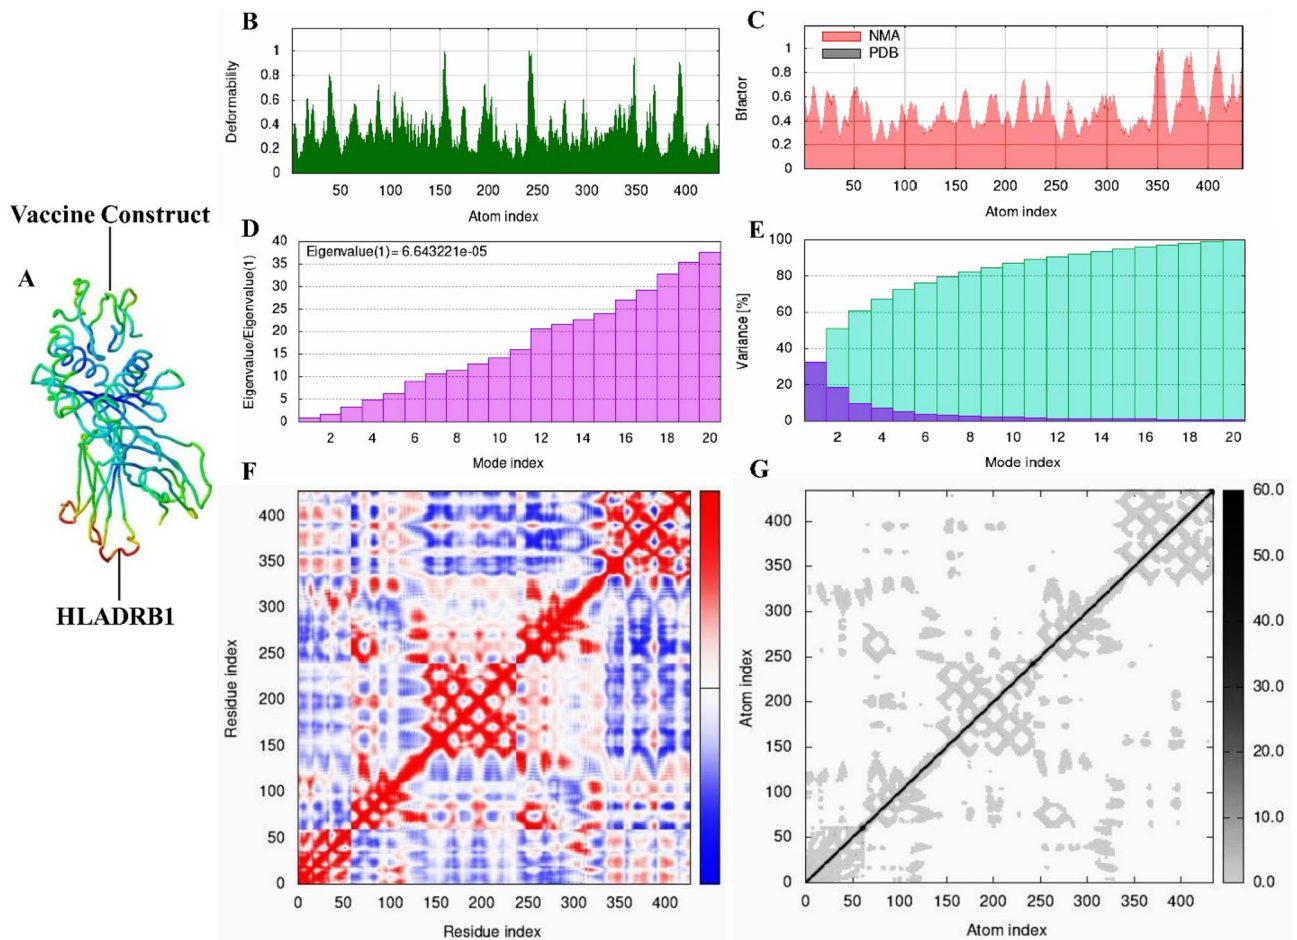 B
Deformability
1
0.8
0.6
0.4
0.2
0
50 100 150 200 250 300 350 400
Atom index
C
NMA
PDB
Bfactor
1
0.8
0.6
0.4
0.2
0
50 100 150 200 250 300 350 400
Atom index
Vaccine Construct
A
HLADRB1
D
Eigenvalue(1)= 6.643221e-05
Eigenvalue/Eigenvalue(1)
40
35
30
25
20
15
10
5
0
2 4 6 8 10 12 14 16 18 20
Mode index
E
Variance [%]
100
80
60
40
20
0
2 4 6 8 10 12 14 16 18 20
Mode index
F
Residue index
400
350
300
250
200
150
100
50
0
0 50 100 150 200 250 300 350 400
Residue index
G
Atom index
400
350
300
250
200
150
100
50
0
0 50 100 150 200 250 300 350 400
Atom index
60.0
50.0
40.0
30.0
20.0
10.0
0.0